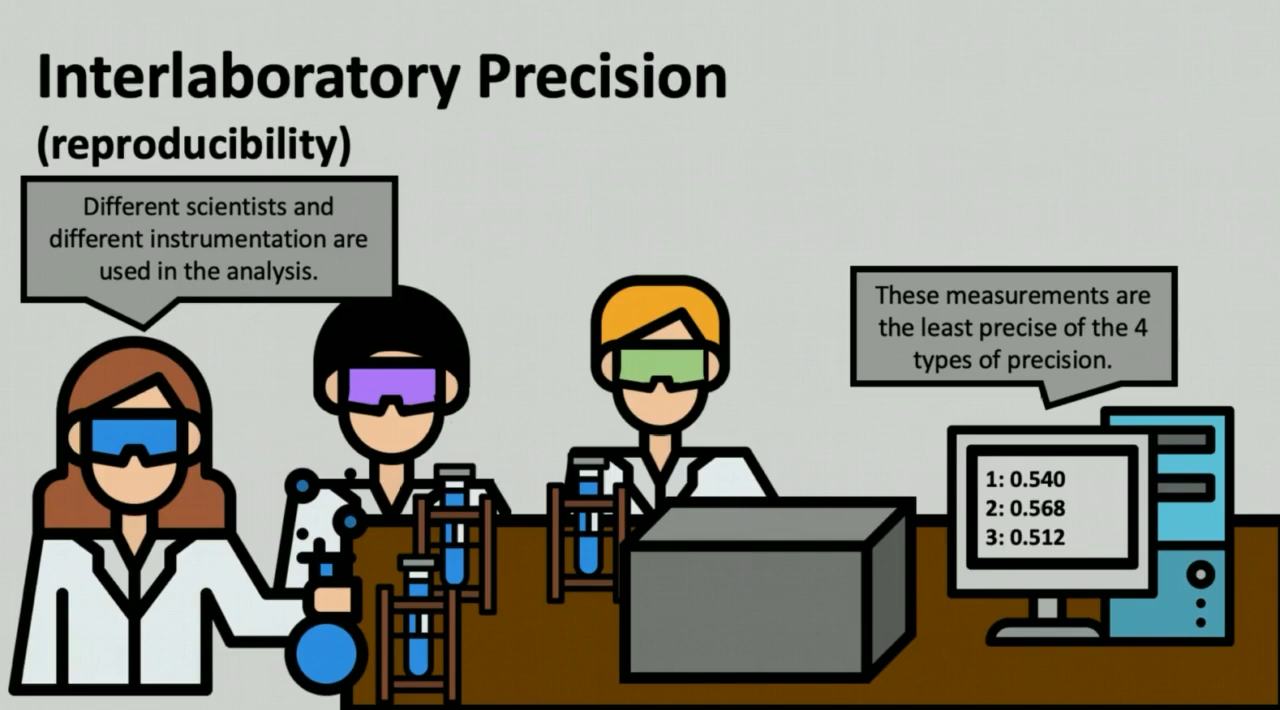 Interlaboratory Precision
(reproducibility)
Different scientists and
different instrumentation are
used in the analysis.
These measurements are
the least precise of the 4
types of precision.
1: 0.540
2: 0.568
3: 0.512